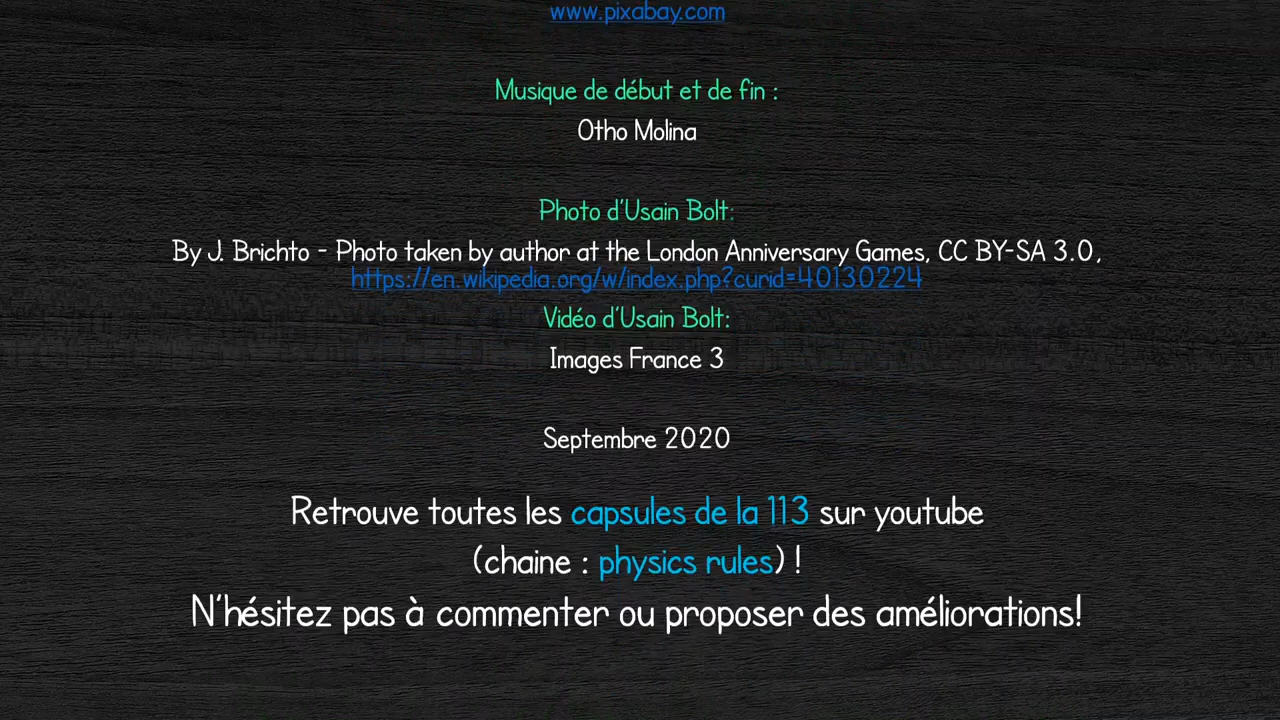 www.pixabay.com
Musique de début et de fin :
Otho Molina
Photo d'Usain Bolt:
By J. Brichto - Photo taken by author at the London Anniversary Games, CC BY-SA 3.0,
https://en.wikipedia.org/w/index.php?curid=40130224
Vidéo d'Usain Bolt:
Images France 3
Septembre 2020
Retrouve toutes les capsules de la 113 sur youtube
(chaine : physics rules) !
N'hésitez pas à commenter ou proposer des améliorations!